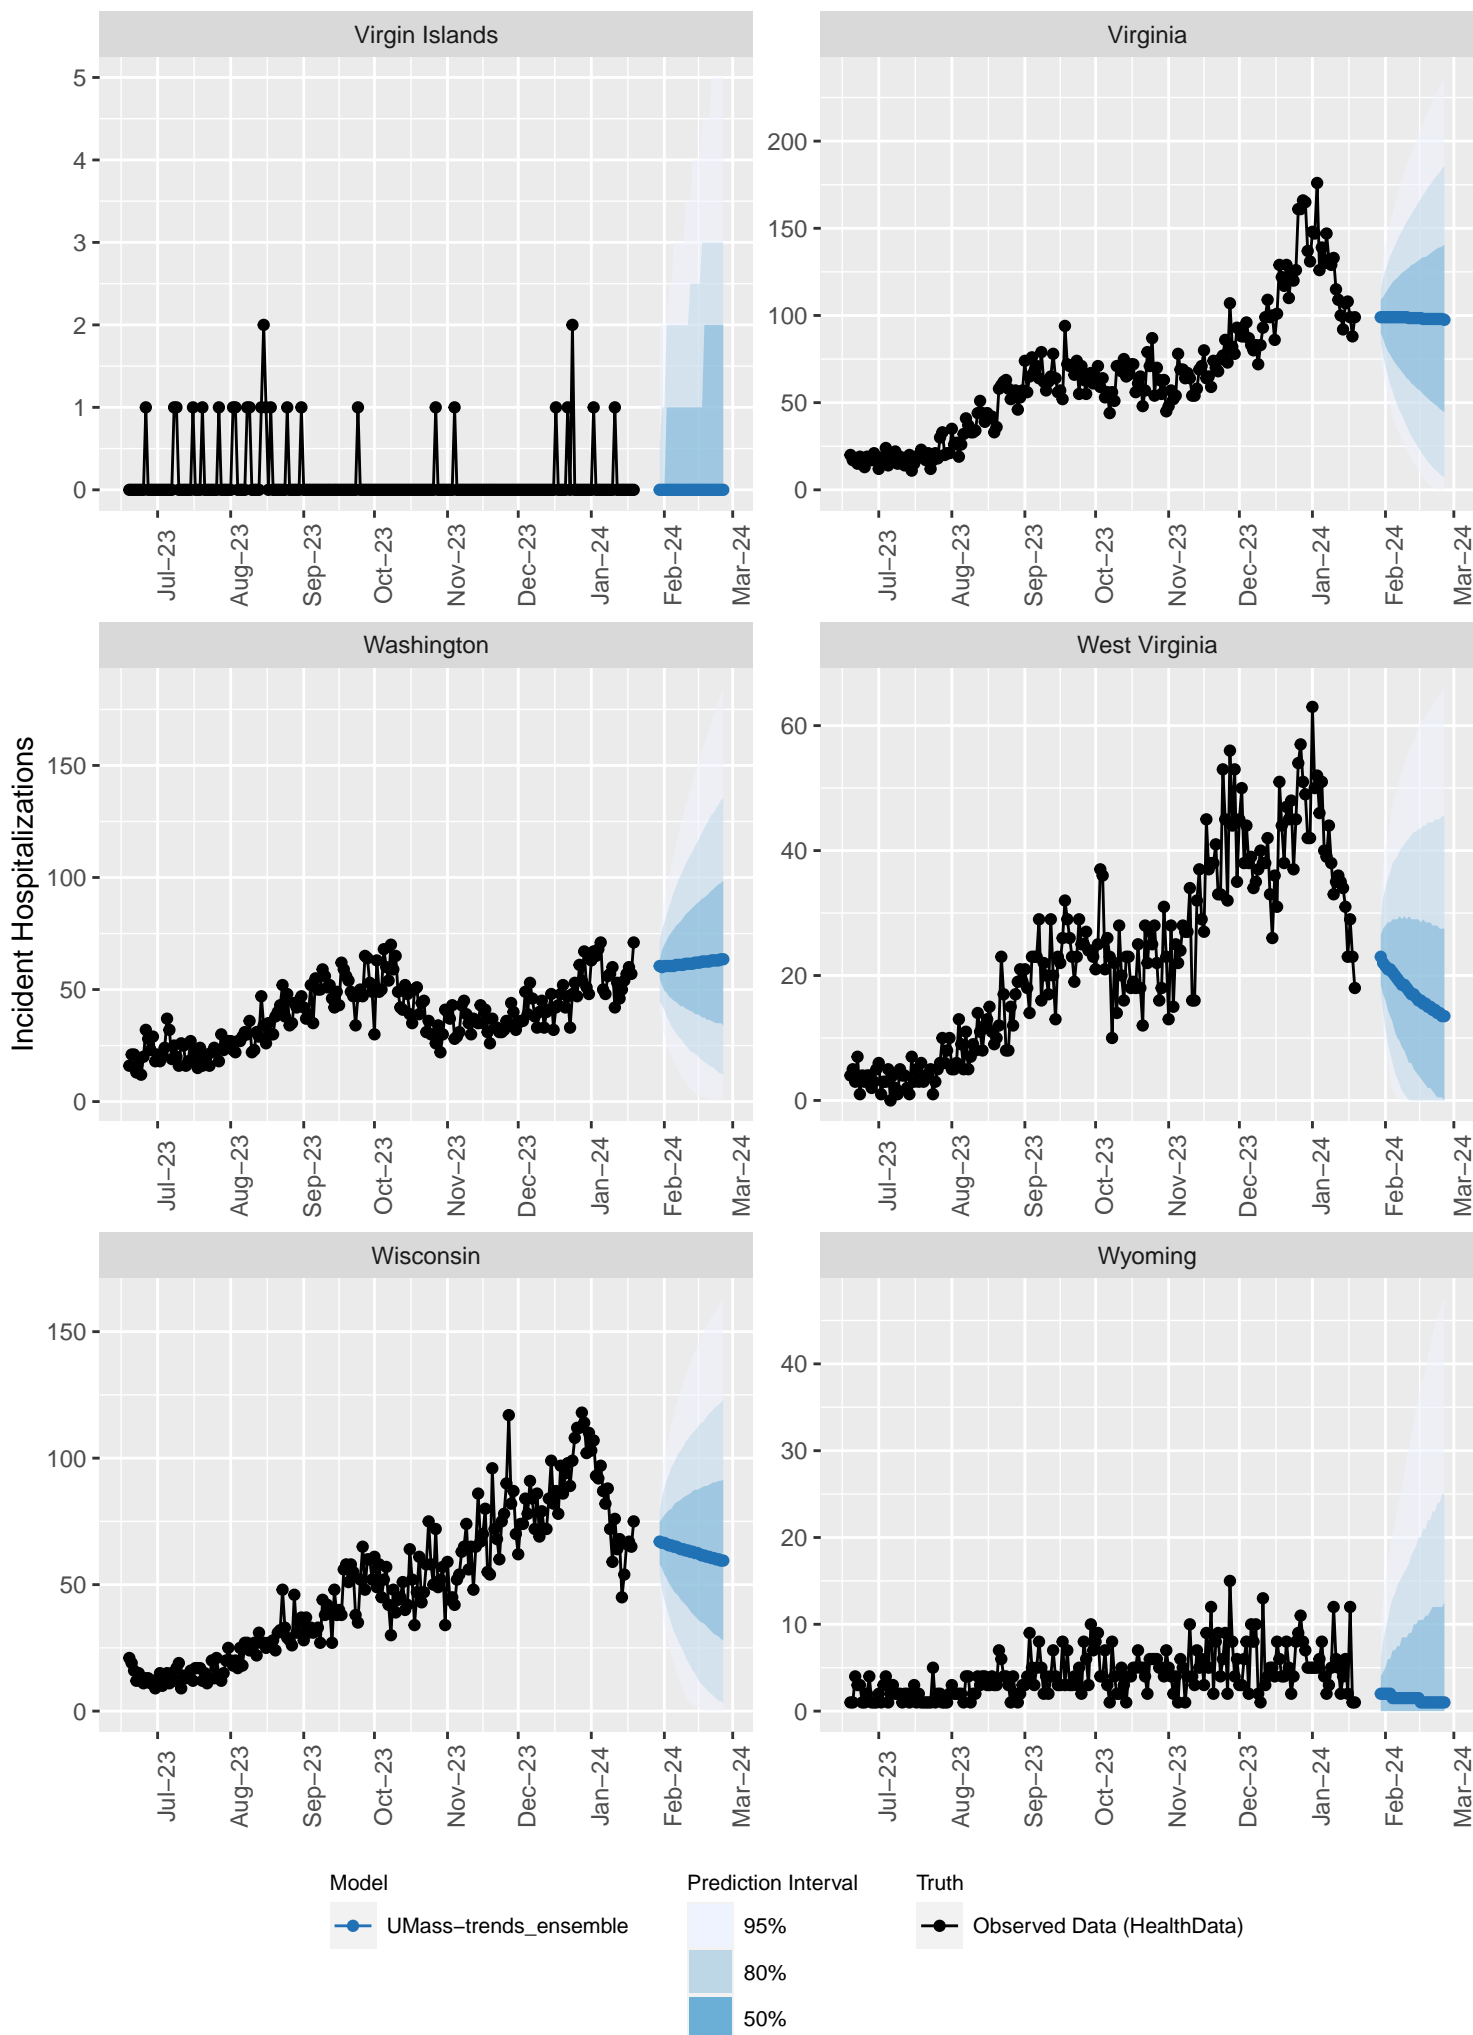 Virgin Islands
Virginia
5
4
3
2
1
0
200
150
100
50
0
Jul−23
Aug−23
Sep−23
Oct−23
Nov−23
Dec−23
Jan−24
Feb−24
Mar−24
Jul−23
Aug−23
Sep−23
Oct−23
Nov−23
Dec−23
Jan−24
Feb−24
Mar−24
Incident Hospitalizations
Washington
West Virginia
150
100
50
0
60
40
20
0
Jul−23
Aug−23
Sep−23
Oct−23
Nov−23
Dec−23
Jan−24
Feb−24
Mar−24
Jul−23
Aug−23
Sep−23
Oct−23
Nov−23
Dec−23
Jan−24
Feb−24
Mar−24
Wisconsin
Wyoming
150
100
50
0
40
30
20
10
0
Jul−23
Aug−23
Sep−23
Oct−23
Nov−23
Dec−23
Jan−24
Feb−24
Mar−24
Jul−23
Aug−23
Sep−23
Oct−23
Nov−23
Dec−23
Jan−24
Feb−24
Mar−24
Model
UMass−trends_ensemble
Prediction Interval
95%
80%
50%
Truth
Observed Data (HealthData)